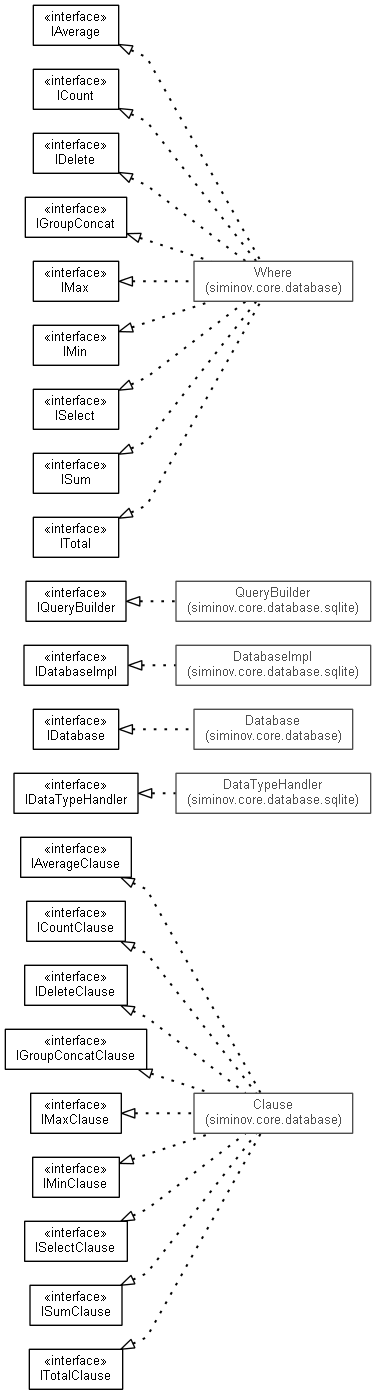 «interface»
IAverage
«interface»
ICount
«interface»
IDelete
«interface»
IGroupConcat
«interface»
IMax
Where
(siminov.core.database)
«interface»
IMin
«interface»
ISelect
«interface»
ISum
«interface»
ITotal
«interface»
IQueryBuilder
QueryBuilder
(siminov.core.database.sqlite)
«interface»
IDatabaseImpl
DatabaseImpl
(siminov.core.database.sqlite)
«interface»
IDatabase
Database
(siminov.core.database)
«interface»
IDataTypeHandler
DataTypeHandler
(siminov.core.database.sqlite)
«interface»
IAverageClause
«interface»
ICountClause
«interface»
IDeleteClause
«interface»
IGroupConcatClause
«interface»
IMaxClause
Clause
(siminov.core.database)
«interface»
IMinClause
«interface»
ISelectClause
«interface»
ISumClause
«interface»
ITotalClause